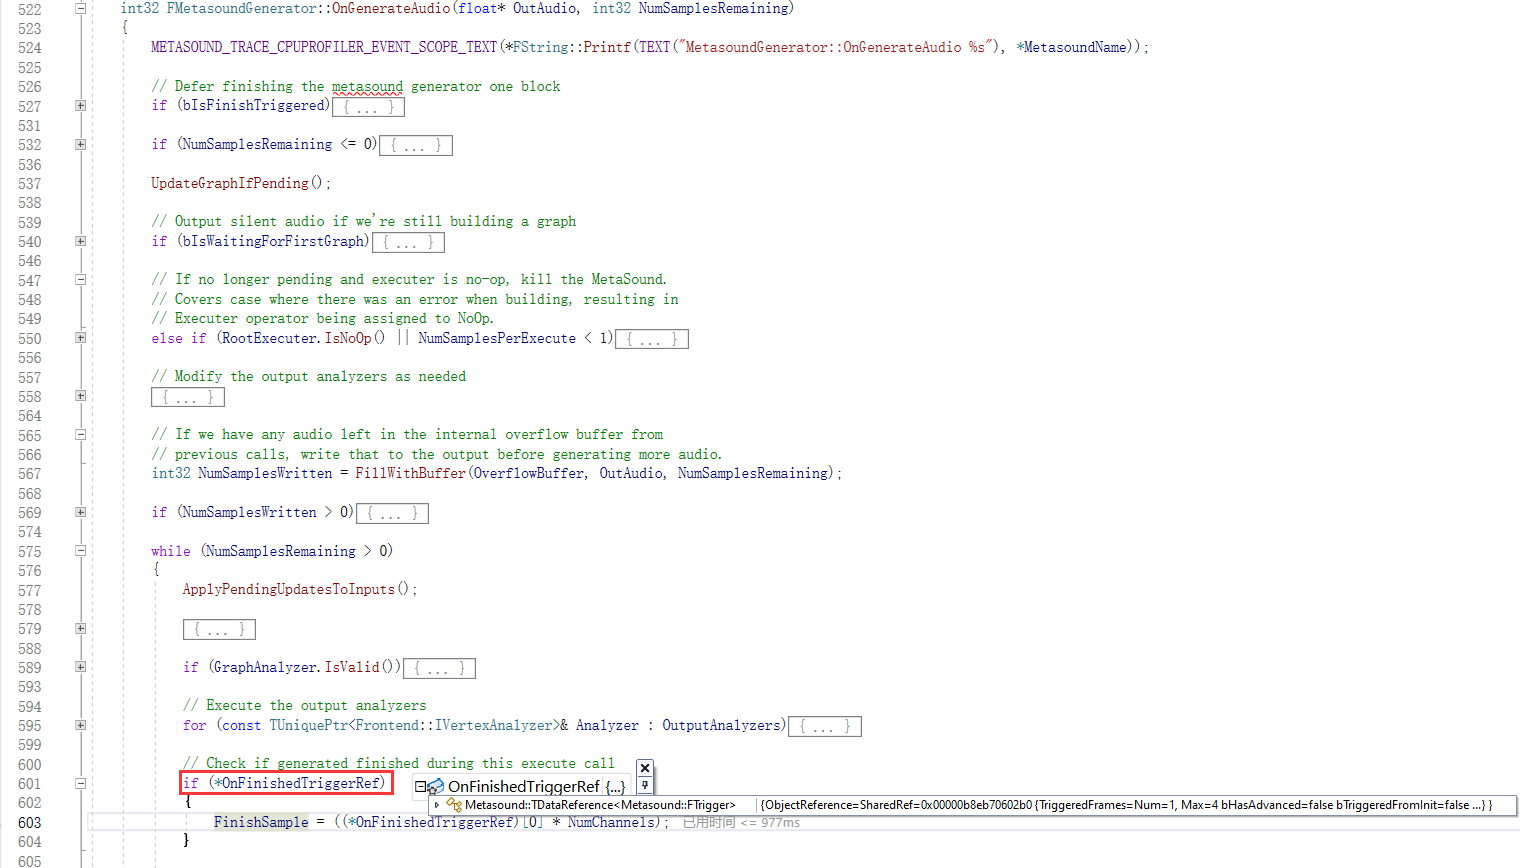 522 int32 FMetasoundGenerator::OnGenerateAudio(float* OutAudio, int32 NumSamplesRemaining)
523 {
524 METASOUND_TRACE_CPUPROFILER_EVENT_SCOPE_TEXT(*FString::Printf(TEXT("MetasoundGenerator::OnGenerateAudio %s"), *MetasoundName));
525
526 // Defer finishing the metasound generator one block
527 if (bIsFinishTriggered){ ... }
531
532 if (NumSamplesRemaining <= 0){ ... }
536
537 UpdateGraphIfPending();
538
539 // Output silent audio if we're still building a graph
540 if (bIsWaitingForFirstGraph){ ... }
546
547 // If no longer pending and executer is no-op, kill the MetaSound.
548 // Covers case where there was an error when building, resulting in
549 // Executer operator being assigned to NoOp.
550 else if (RootExecuter.IsNoOp() || NumSamplesPerExecute < 1){ ... }
556
557 // Modify the output analyzers as needed
558 { ... }
564
565 // If we have any audio left in the internal overflow buffer from
566 // previous calls, write that to the output before generating more audio.
567 int32 NumSamplesWritten = FillWithBuffer(OverflowBuffer, OutAudio, NumSamplesRemaining);
568
569 if (NumSamplesWritten > 0){ ... }
574
575 while (NumSamplesRemaining > 0)
576 {
577 ApplyPendingUpdatesToInputs();
578
579 { ... }
588
589 if (GraphAnalyzer.IsValid()){ ... }
593
594 // Execute the output analyzers
595 for (const TUniquePtr<Frontend::IVertexAnalyzer>& Analyzer : OutputAnalyzers){ ... }
599
600 // Check if generated finished during this execute call
601 if (*OnFinishedTriggerRef) OnFinishedTriggerRef {...}
602 { Metasound::TDataReference<Metasound::FTrigger> {ObjectReference=SharedRef=0x00000b8eb70602b0 {TriggeredFrames=Num=1, Max=4 bHasAdvanced=false bTriggeredFromInit=false ...} }
603 FinishSample = ((*OnFinishedTriggerRef)[0] * NumChannels); 已用时间 <= 977ms
604 }
605